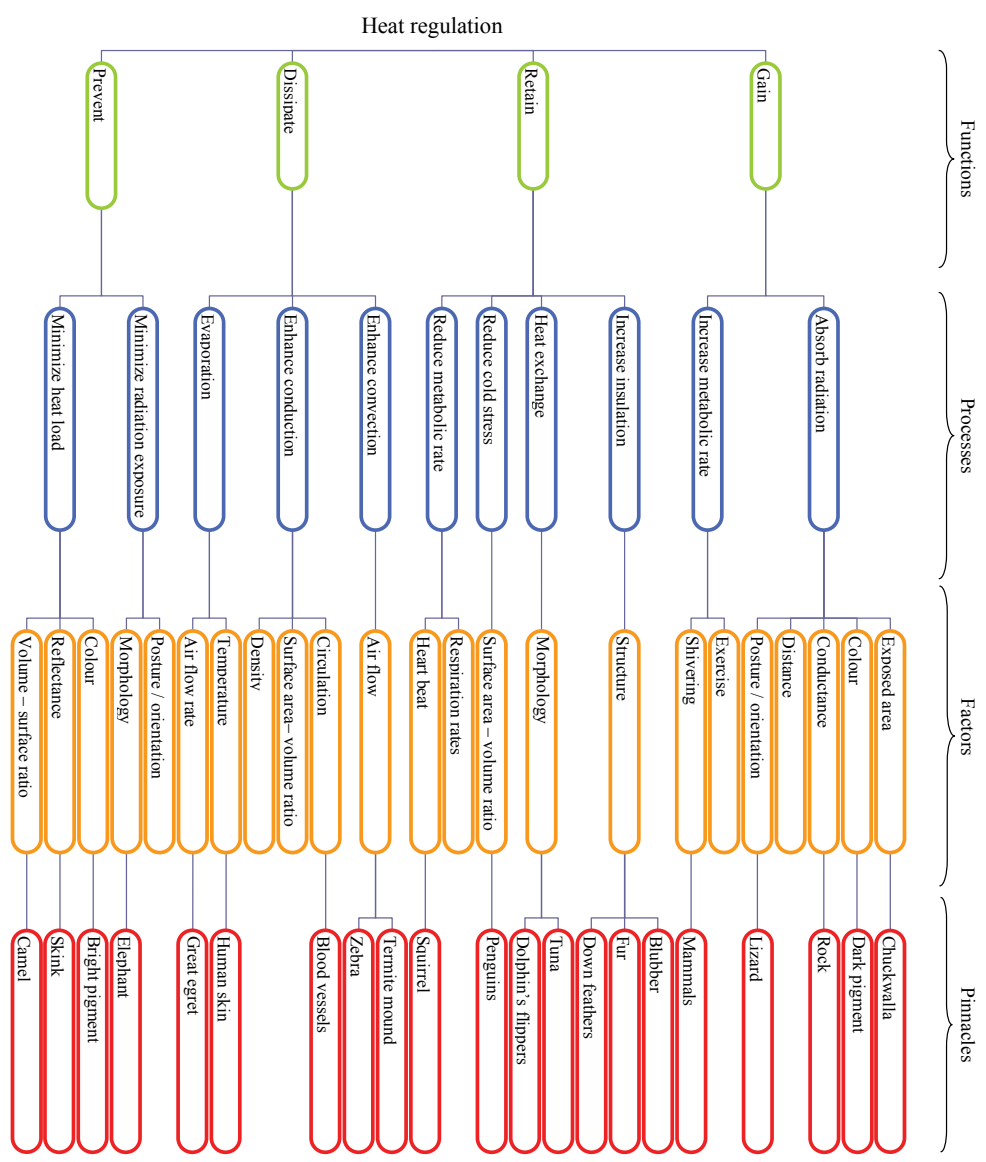 Heat regulation
Functions
Processes
Factors
Pinnacles
Gain
Retain
Dissipate
Prevent
Absorb radiation
Increase metabolic rate
Increase insulation
Heat exchange
Reduce cold stress
Reduce metabolic rate
Enhance convection
Enhance conduction
Evaporation
Minimize radiation exposure
Minimize heat load
Exposed area
Colour
Conductance
Distance
Posture / orientation
Exercise
Shivering
Structure
Morphology
Surface area – volume ratio
Respiration rates
Heart beat
Air flow
Circulation
Surface area– volume ratio
Density
Temperature
Air flow rate
Posture / orientation
Morphology
Colour
Reflectance
Volume – surface ratio
Chuckwalla
Dark pigment
Rock
Lizard
Mammals
Blubber
Fur
Down feathers
Tuna
Dolphin's flippers
Penguins
Squirrel
Termite mound
Zebra
Blood vessels
Human skin
Great egret
Elephant
Bright pigment
Skink
Camel